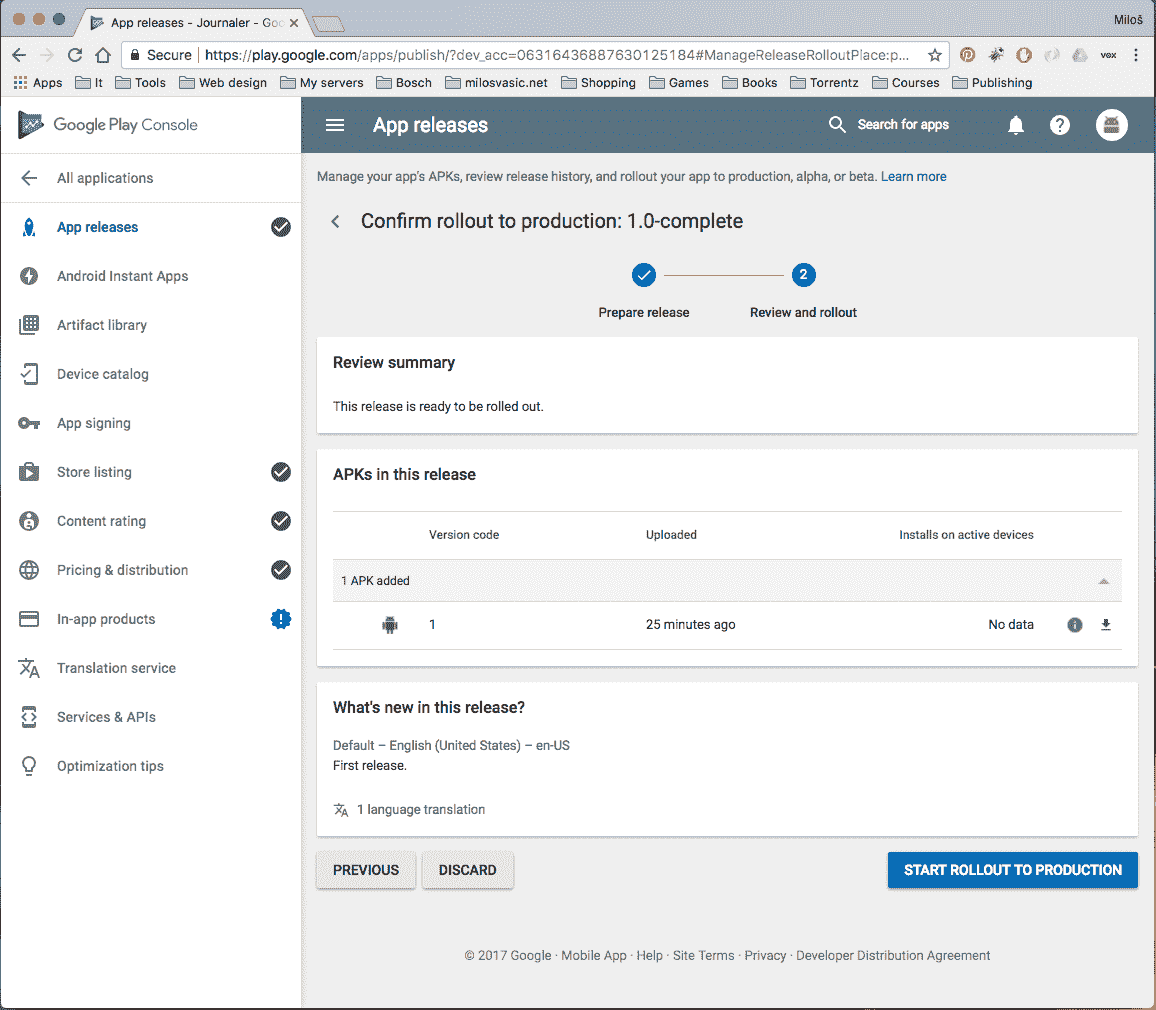 App releases - Journaler - Goo
Miloš
Secure https://play.google.com/apps/publish/?dev_acc=06316436887630125184#ManageReleaseRolloutPlace:p...
vox
Apps It Tools Web design My servers Bosch milosvasic.net Shopping Games Books Torrentz Courses Publishing
Google Play Console
App releases
Search for apps
All applications
App releases
Android Instant Apps
Artifact library
Device catalog
App signing
Store listing
Content rating
Pricing & distribution
In-app products
Translation service
Services & APIs
Optimization tips
Manage your app's APKs, review release history, and rollout your app to production, alpha, or beta. Learn more
Confirm rollout to production: 1.0-complete
2
Prepare release Review and rollout
Review summary
This release is ready to be rolled out.
APKs in this release
Version code Uploaded Installs on active devices
1 APK added
1 25 minutes ago No data
What's new in this release?
Default – English (United States) – en-US
First release.
1 language translation
PREVIOUS DISCARD START ROLLOUT TO PRODUCTION
© 2017 Google · Mobile App · Help · Site Terms · Privacy · Developer Distribution Agreement